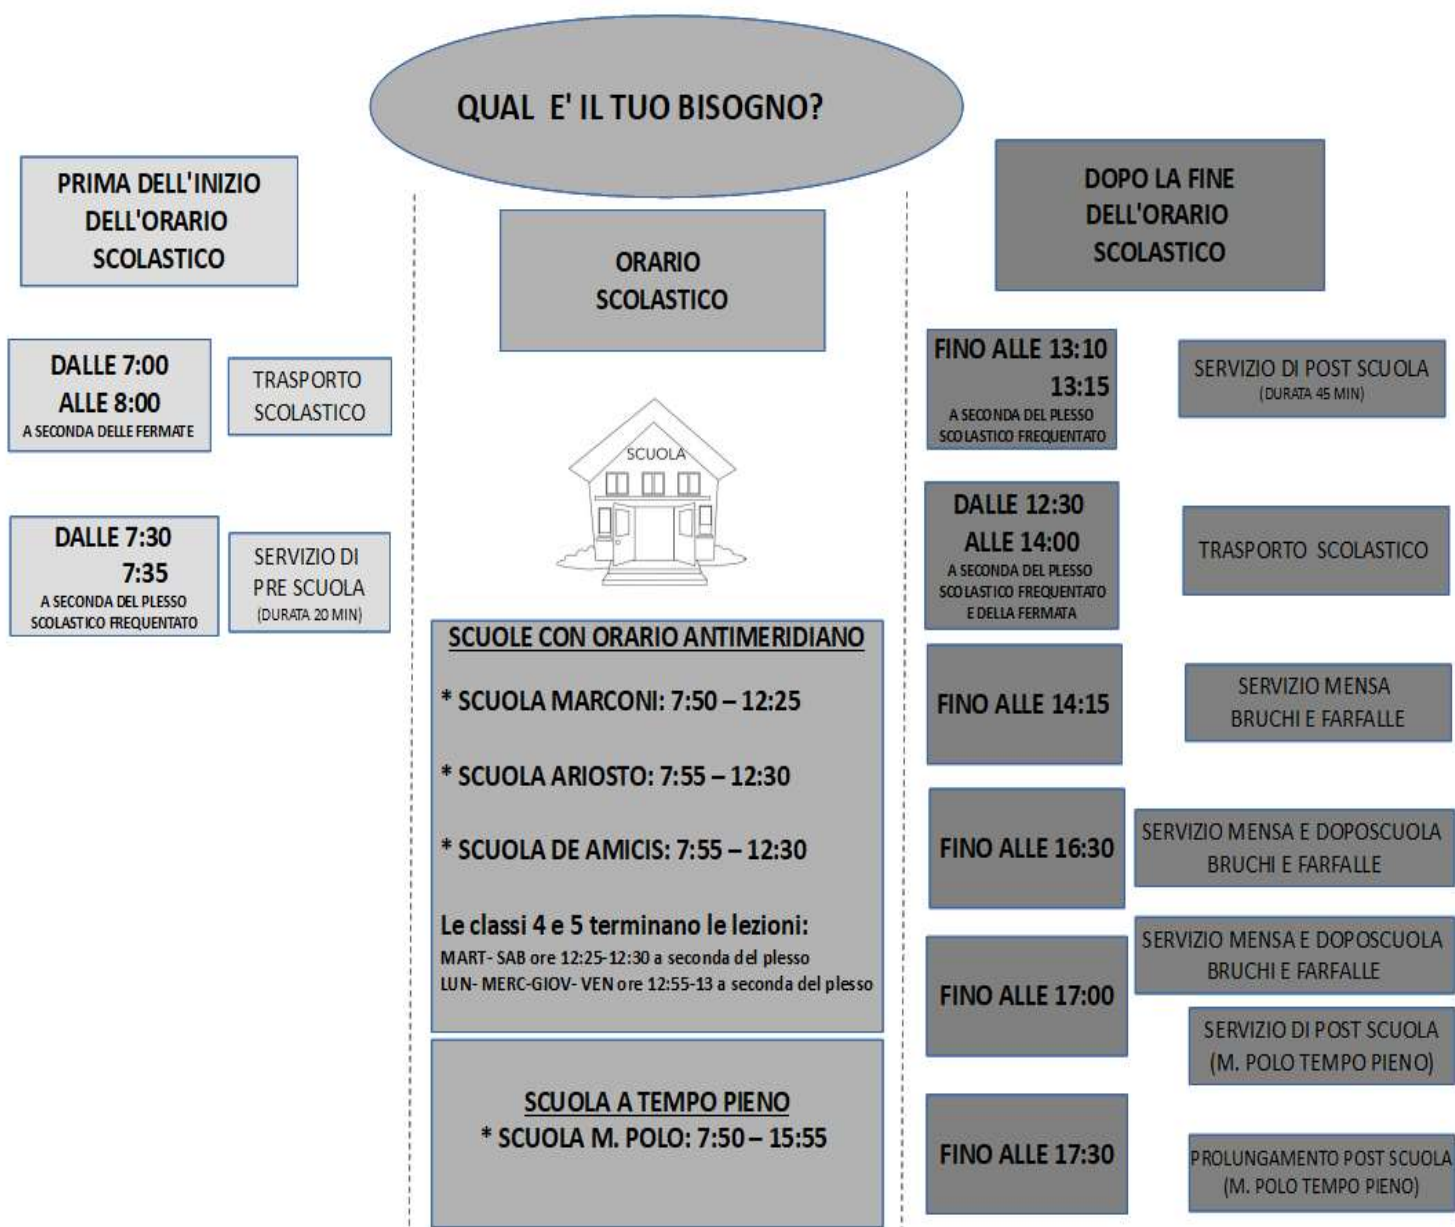 QUAL E' IL TUO BISOGNO?
PRIMA DELL'INIZIO
DELL'ORARIO
SCOLASTICO
DALLE 7:00
ALLE 8:00
A SECONDA DELLE FERMATE
TRASPORTO
SCOLASTICO
DALLE 7:30
7:35
A SECONDA DEL PLESSO
SCOLASTICO FREQUENTATO
SERVIZIO DI
PRE SCUOLA
(DURATA 20 MIN)
ORARIO
SCOLASTICO
SCUOLA
SCUOLE CON ORARIO ANTIMERIDIANO
* SCUOLA MARCONI: 7:50 – 12:25
* SCUOLA ARIOSTO: 7:55 – 12:30
* SCUOLA DE AMICIS: 7:55 – 12:30
Le classi 4 e 5 terminano le lezioni:
MART- SAB ore 12:25-12:30 a seconda del plesso
LUN- MERC-GIOV- VEN ore 12:55-13 a seconda del plesso
SCUOLA A TEMPO PIENO
* SCUOLA M. POLO: 7:50 – 15:55
DOPO LA FINE
DELL'ORARIO
SCOLASTICO
FINO ALLE 13:10
13:15
A SECONDA DEL PLESSO
SCOLASTICO FREQUENTATO
SERVIZIO DI POST SCUOLA
(DURATA 45 MIN)
DALLE 12:30
ALLE 14:00
A SECONDA DEL PLESSO
SCOLASTICO FREQUENTATO
E DELLA FERMATA
TRASPORTO SCOLASTICO
FINO ALLE 14:15
SERVIZIO MENSA
BRUCHI E FARFALLE
FINO ALLE 16:30
SERVIZIO MENSA E DOPOSCUOLA
BRUCHI E FARFALLE
FINO ALLE 17:00
SERVIZIO MENSA E DOPOSCUOLA
BRUCHI E FARFALLE
SERVIZIO DI POST SCUOLA
(M. POLO TEMPO PIENO)
FINO ALLE 17:30
PROLUNGAMENTO POST SCUOLA
(M. POLO TEMPO PIENO)